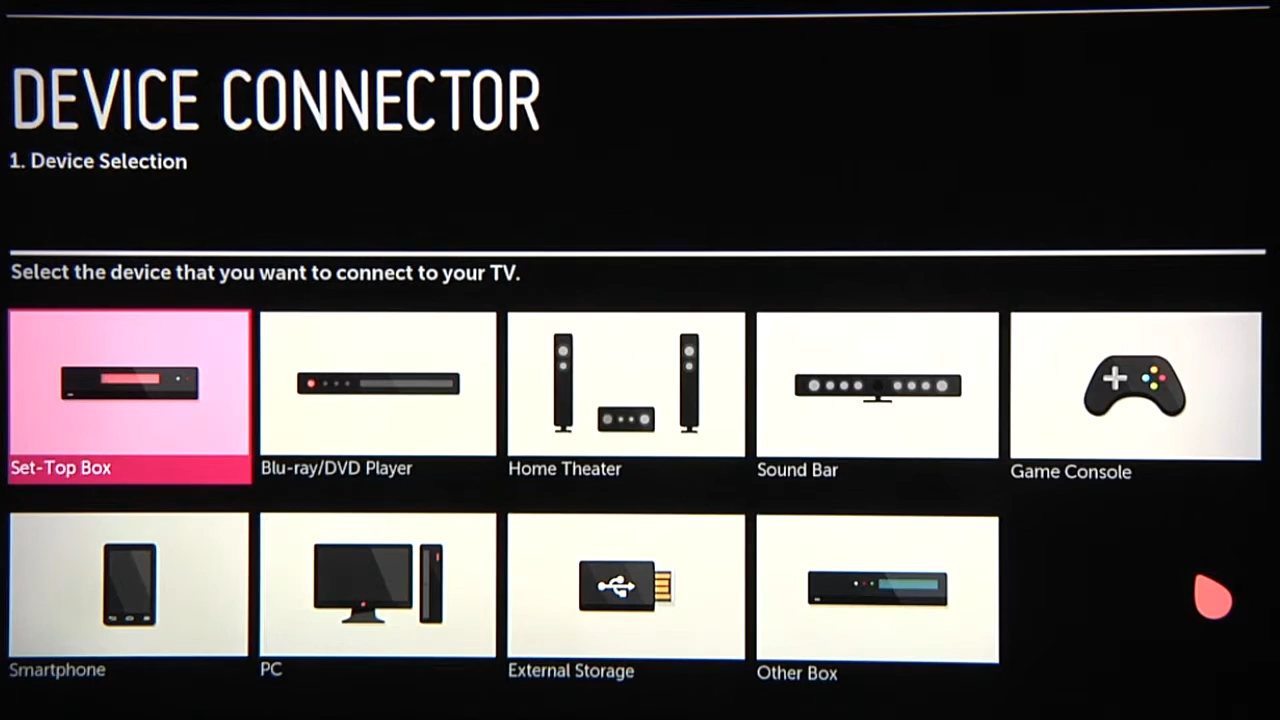 DEVICE CONNECTOR
1. Device Selection
Select the device that you want to connect to your TV.
Set-Top Box
Blu-ray/DVD Player
Home Theater
Sound Bar
Game Console
Smartphone
PC
External Storage
Other Box